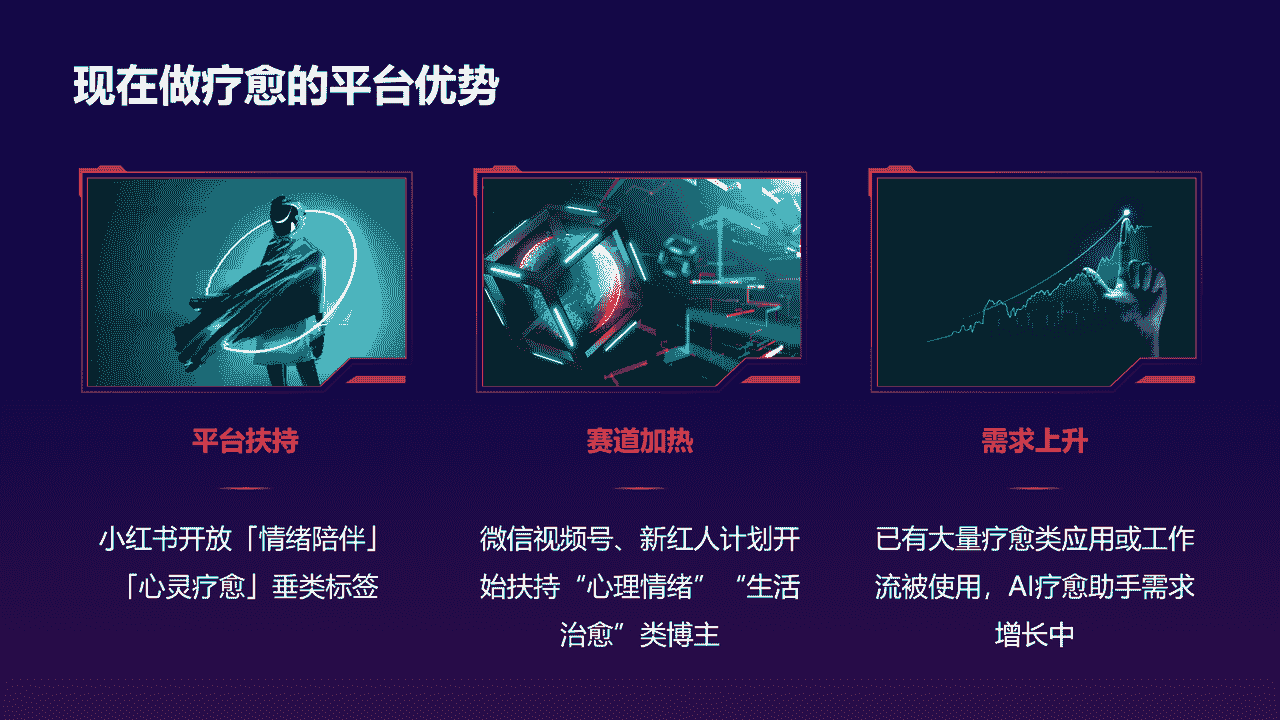 现在做疗愈的平台优势
平台扶持
小红书开放「情绪陪伴」
「心灵疗愈」垂类标签
赛道加热
微信视频号、新红人计划开
始扶持“心理情绪”“生活
治愈”类博主
需求上升
已有大量疗愈类应用或工作
流被使用，AI疗愈助手需求
增长中